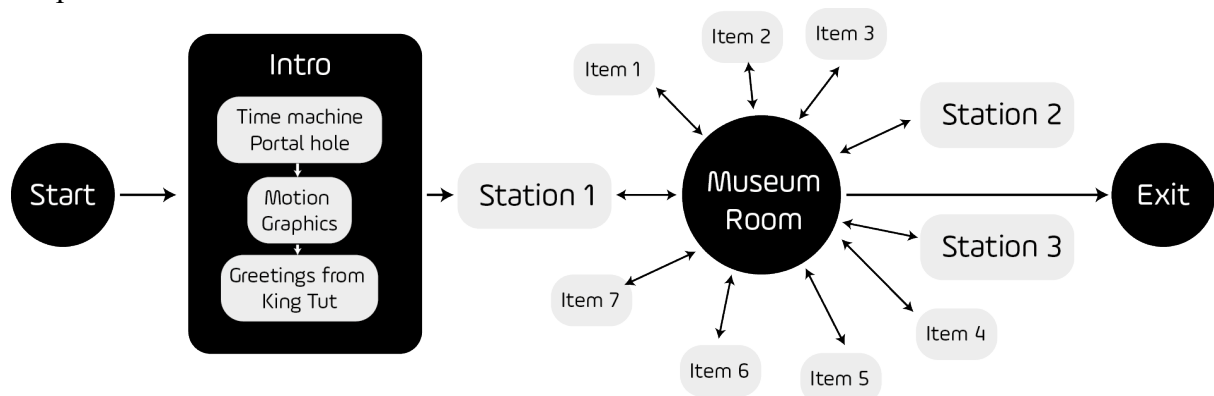 Start
Intro
Time machine
Portal hole
Motion
Graphics
Greetings from
King Tut
Station 1
Item 1
Item 2
Item 3
Station 2
Museum
Room
Exit
Station 3
Item 4
Item 5
Item 6
Item 7